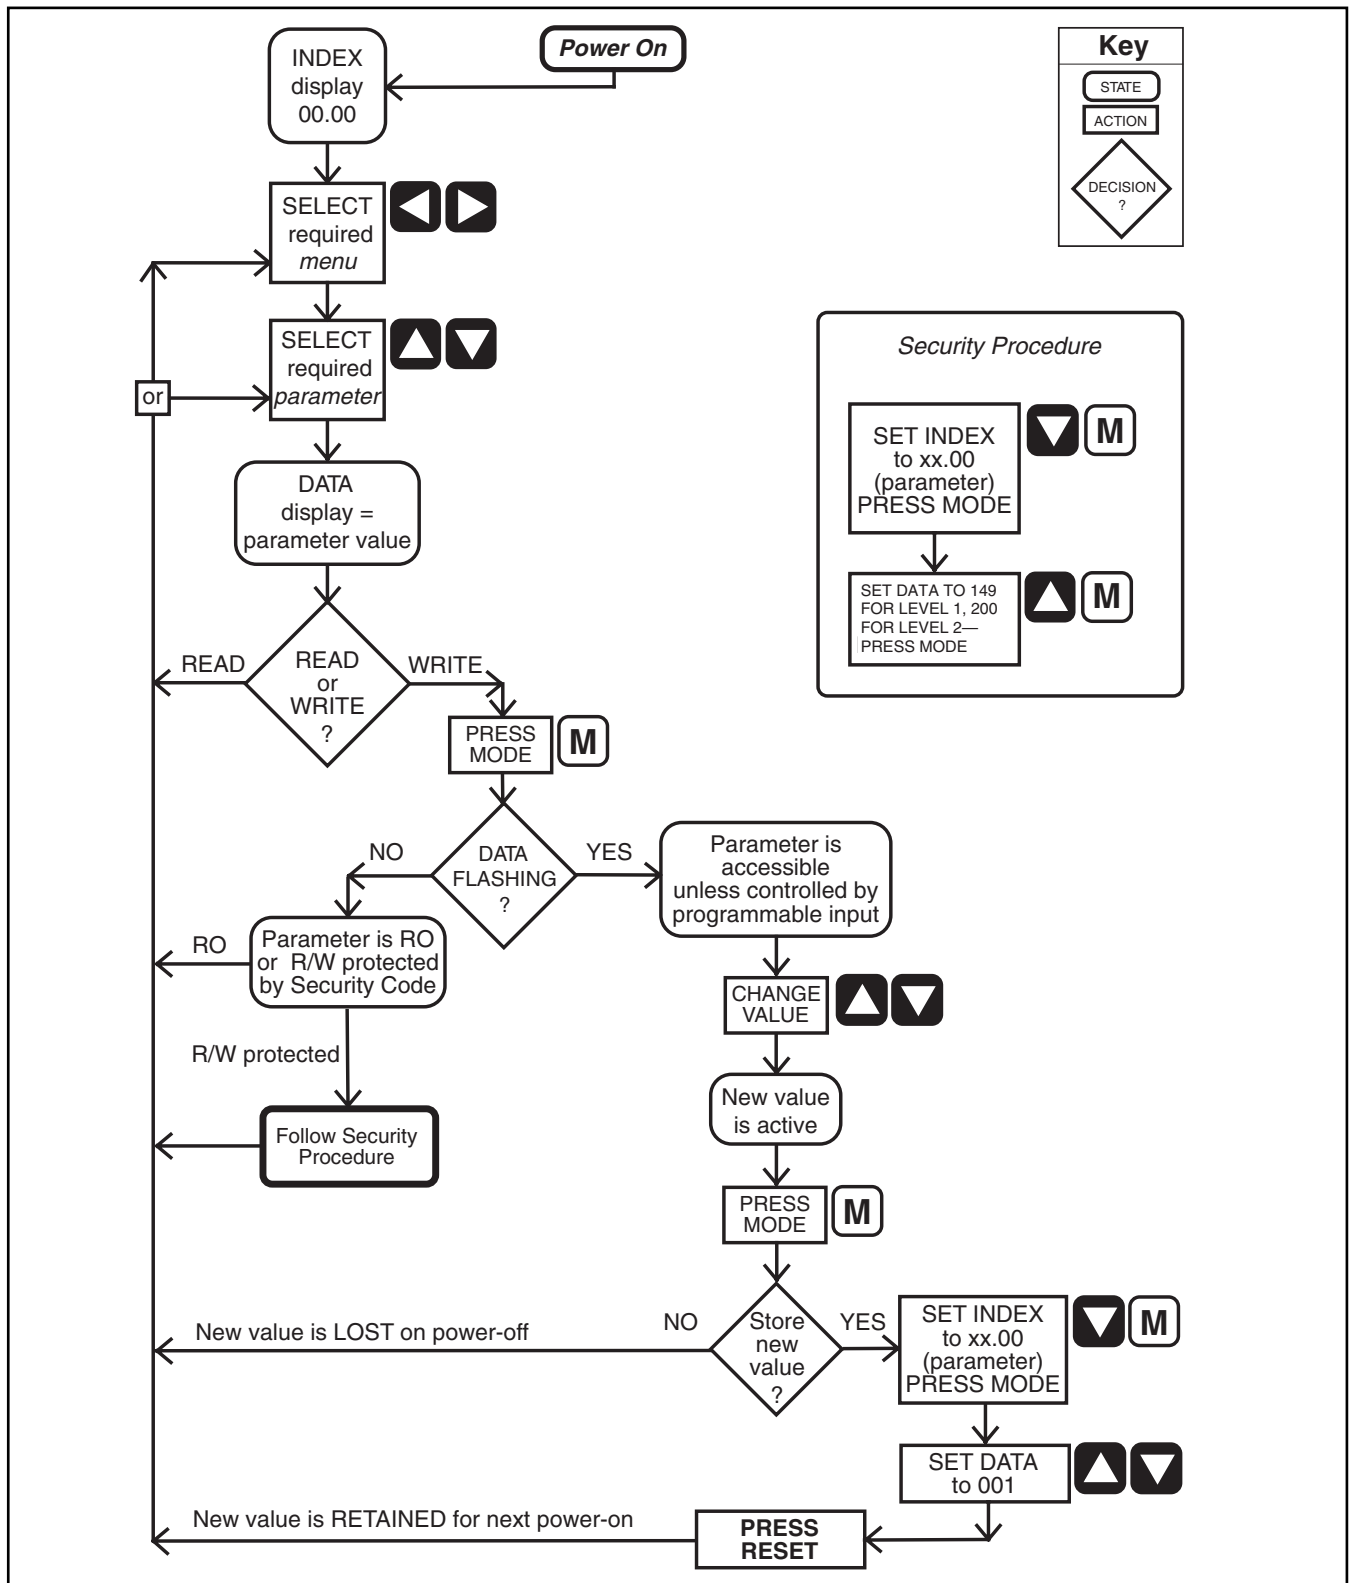 Power On
INDEX
display
00.00
Key
STATE
ACTION
DECISION
?
SELECT
required
menu
SELECT
required
parameter
or
DATA
display =
parameter value
Security Procedure
SET INDEX
to xx.00
(parameter)
PRESS MODE
M
SET DATA TO 149
FOR LEVEL 1, 200
FOR LEVEL 2—
PRESS MODE
M
READ
READ
or
WRITE
?
WRITE
PRESS
MODE
M
NO
DATA
FLASHING
?
YES
Parameter is
accessible
unless controlled by
programmable input
RO
Parameter is RO
or R/W protected
by Security Code
CHANGE
VALUE
R/W protected
New value
is active
Follow Security
Procedure
PRESS
MODE
M
New value is LOST on power-off
NO
Store
new
value
?
YES
SET INDEX
to xx.00
(parameter)
PRESS MODE
M
SET DATA
to 001
New value is RETAINED for next power-on
PRESS
RESET